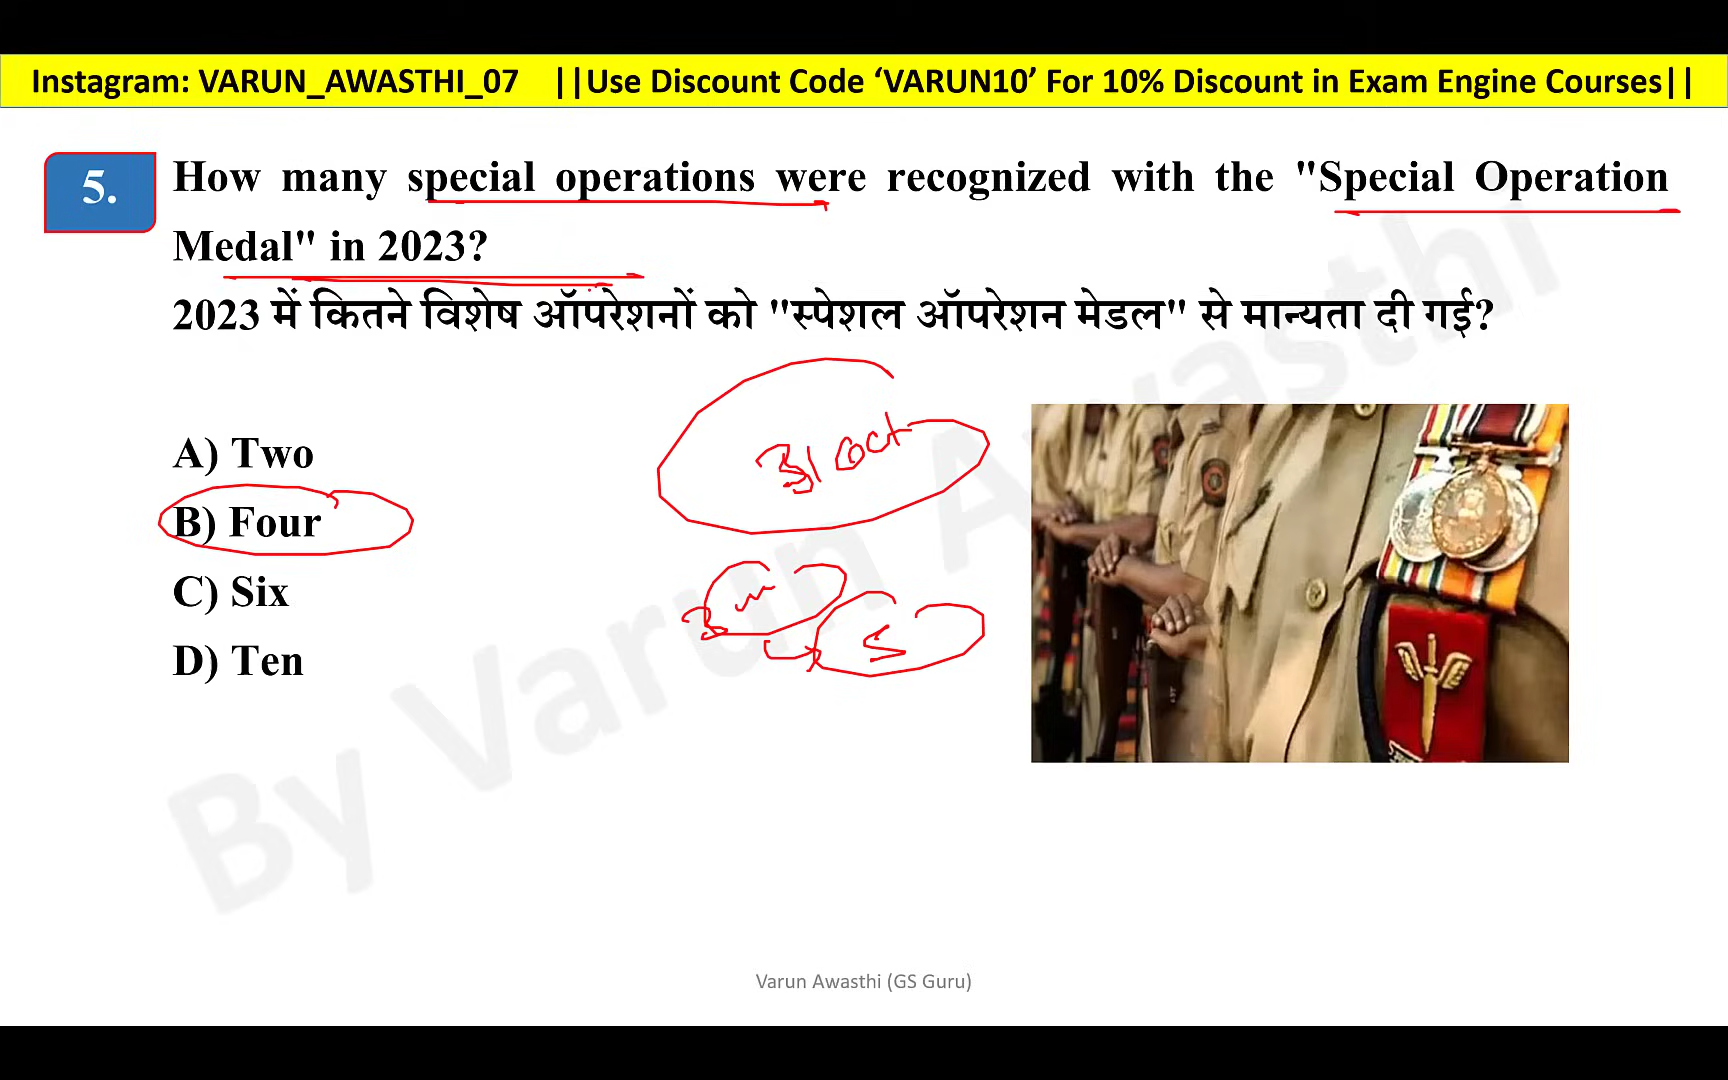 Instagram: VARUN_AWASTHI_07 ||Use Discount Code ‘VARUN10’ For 10% Discount in Exam Engine Courses||
5.
How many special operations were recognized with the "Special Operation
Medal" in 2023?
2023 में कितने विशेष ऑपरेशनों को "स्पेशल ऑपरेशन मेडल" से मान्यता दी गई?
A) Two
B) Four
C) Six
D) Ten
31 oct
By Varun Awasthi
Varun Awasthi (GS Guru)